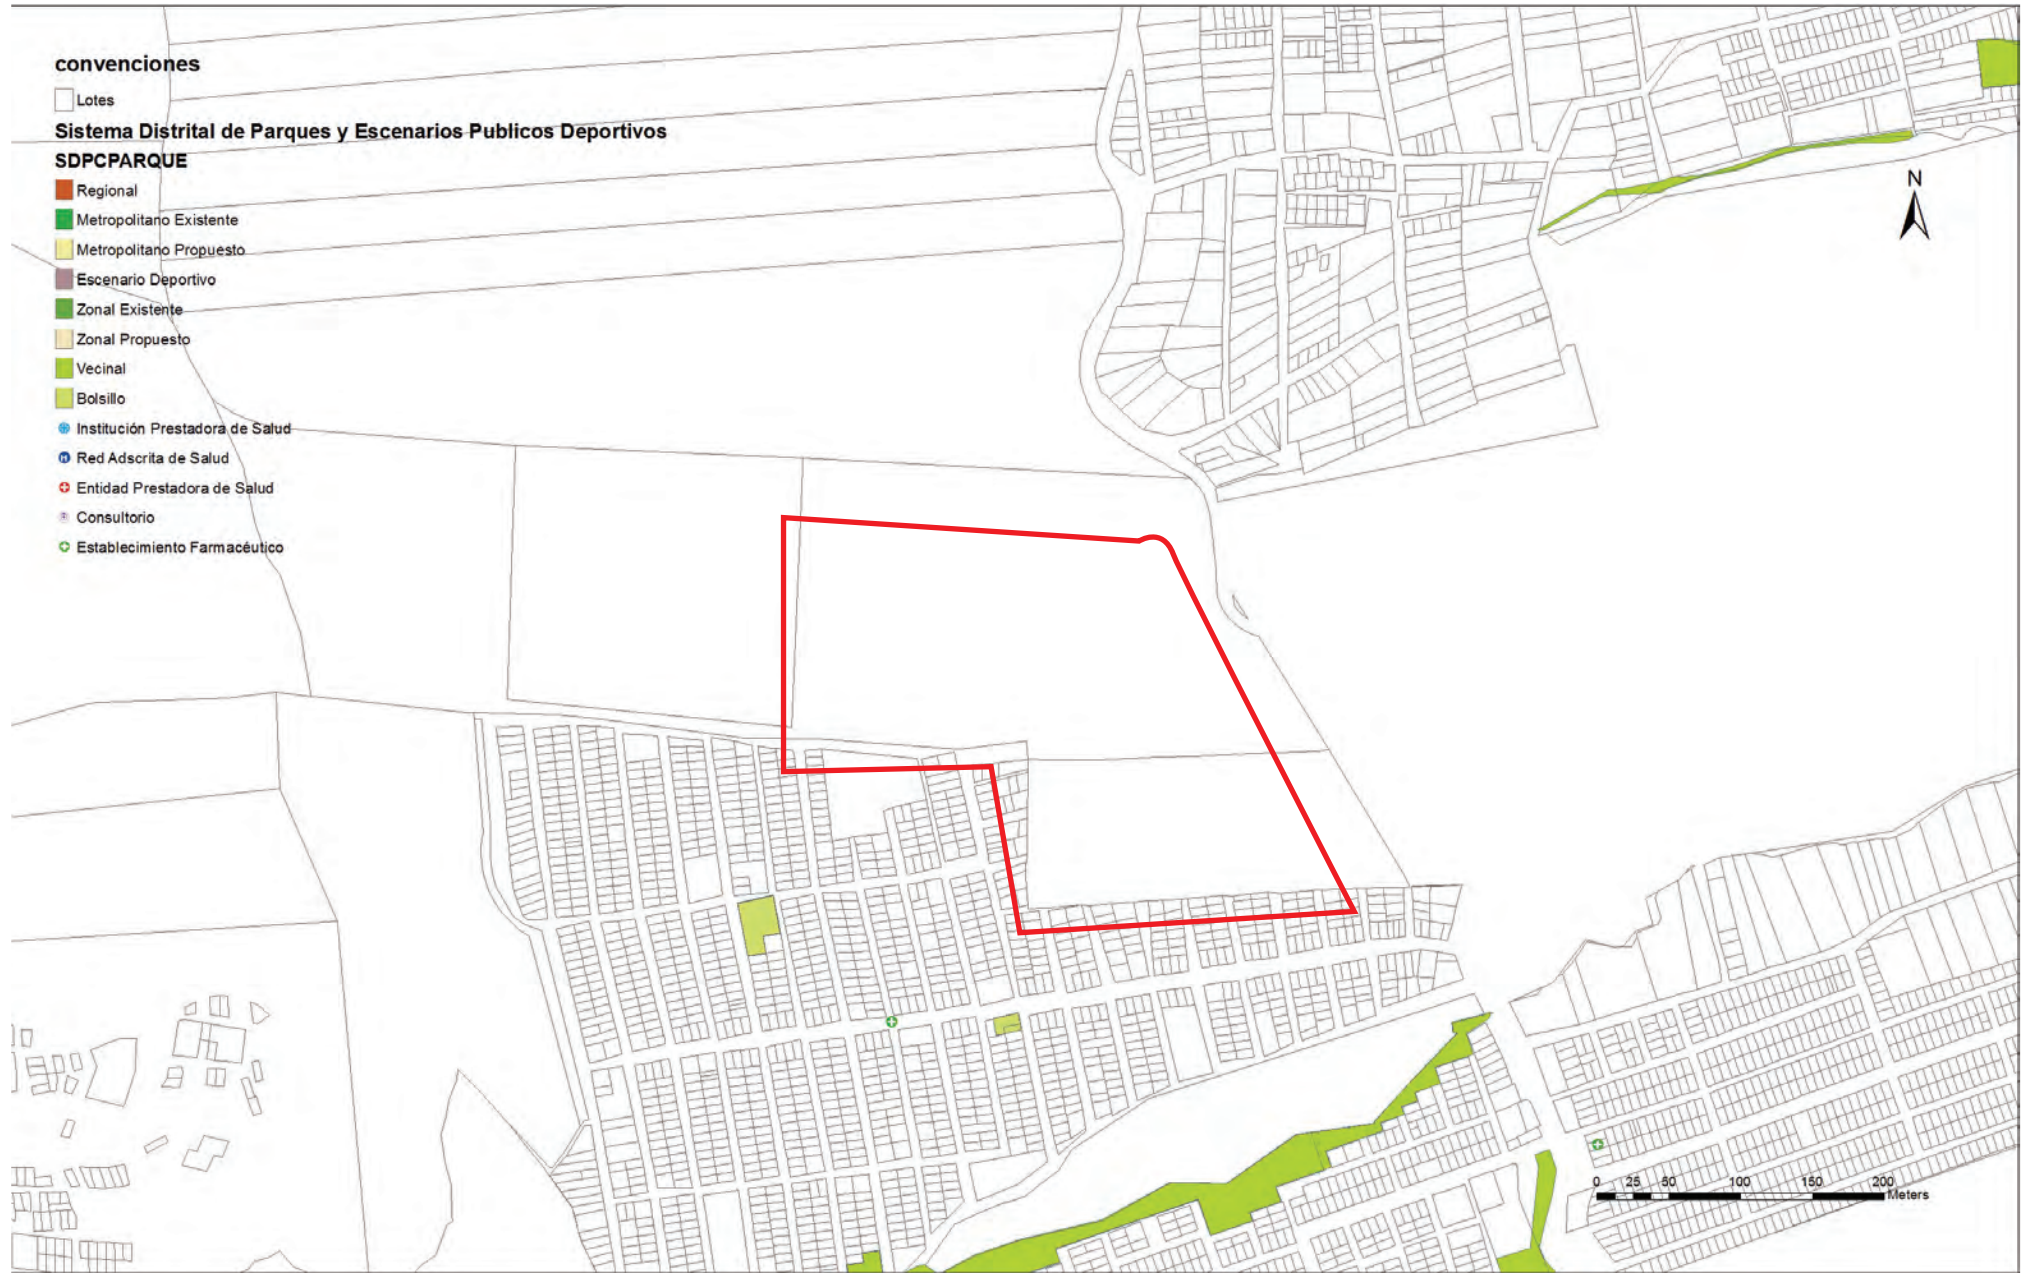 convenciones
Lotes
Sistema Distrital de Parques y Escenarios Publicos Deportivos
SDPCPARQUE
Regional
Metropolitano Existente
Metropolitano Propuesto
Escenario Deportivo
Zonal Existente
Zonal Propuesto
Vecinal
Bolsillo
Institución Prestadora de Salud
Red Adscrita de Salud
Entidad Prestadora de Salud
Consultorio
Establecimiento Farmacéutico
N
0 25 50 100 150 200
Meters